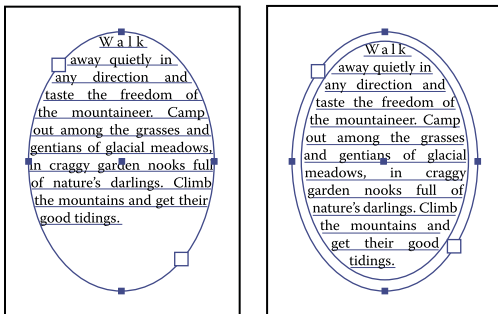 Walk
away quietly in
any direction and
taste the freedom of
the mountaineer. Camp
out among the grasses and
gentians of glacial meadows,
in craggy garden nooks full
of nature's darlings. Climb
the mountains and get their
good tidings.
Walk
away quietly in
any direction and
taste the freedom of
the mountaineer. Camp
out among the grasses
and gentians of glacial
meadows, in craggy
garden nooks full of
nature's darlings. Climb
the mountains and
get their good
tidings.